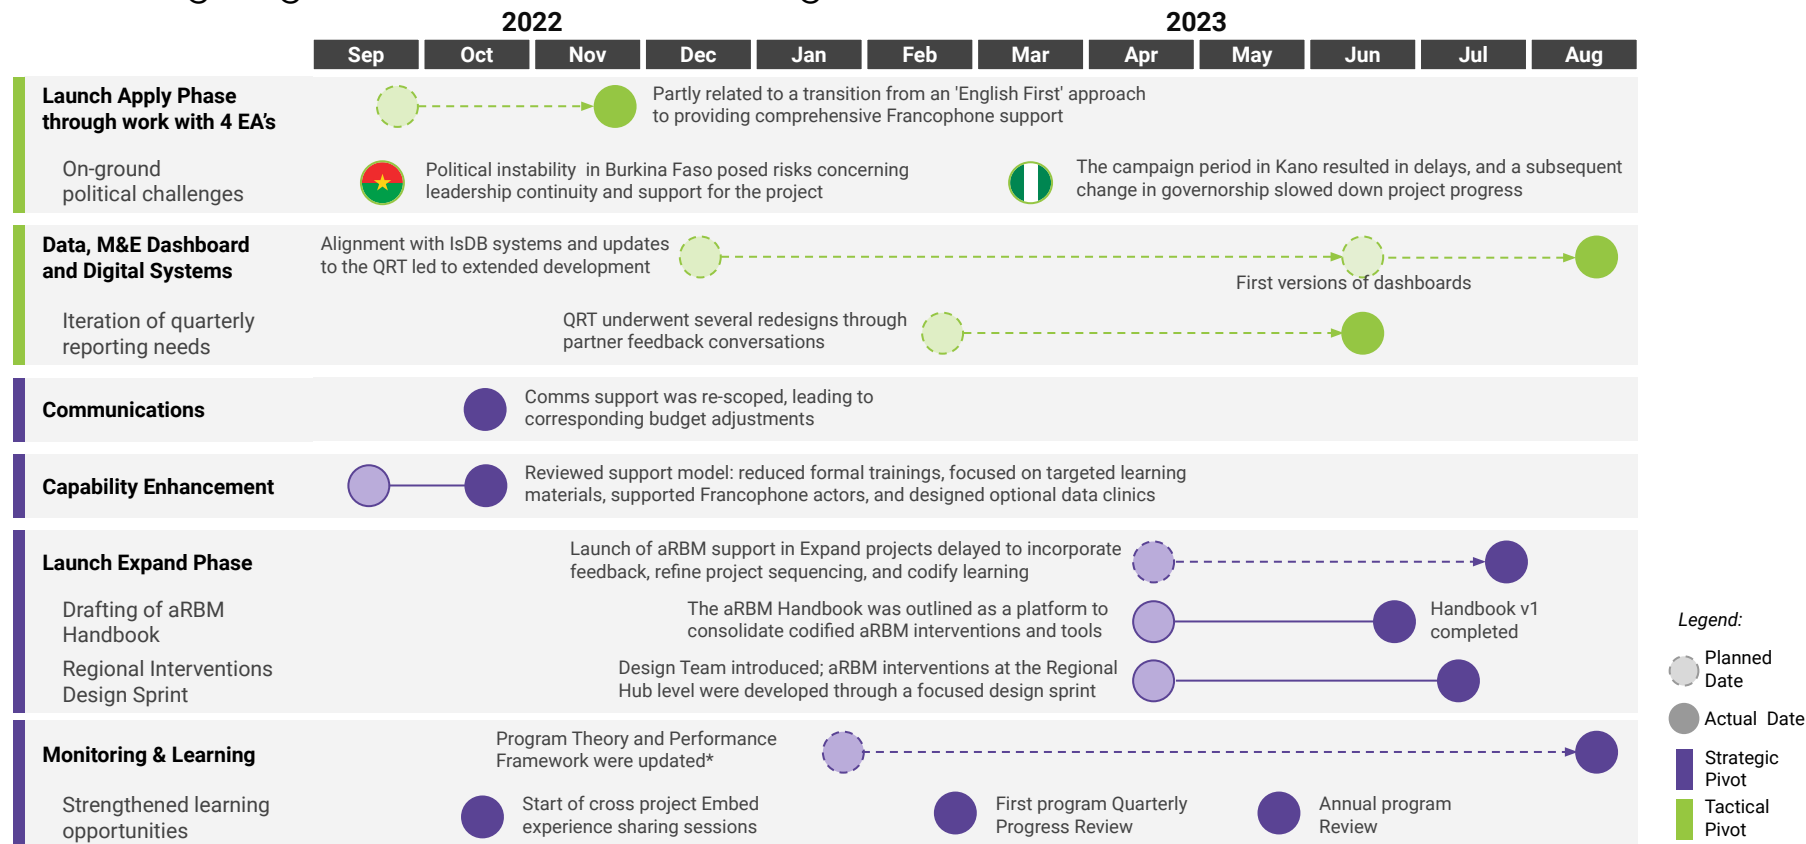 2022
2023
Sep
Oct
Nov
Dec
Jan
Feb
Mar
Apr
May
Jun
Jul
Aug
Launch Apply Phase
through work with 4 EA’s
Partly related to a transition from an 'English First' approach
to providing comprehensive Francophone support
On-ground
political challenges
Political instability in Burkina Faso posed risks concerning
leadership continuity and support for the project
The campaign period in Kano resulted in delays, and a subsequent
change in governorship slowed down project progress
Data, M&E Dashboard
and Digital Systems
Alignment with IsDB systems and updates
to the QRT led to extended development
First versions of dashboards
Iteration of quarterly
reporting needs
QRT underwent several redesigns through
partner feedback conversations
Communications
Comms support was re-scoped, leading to
corresponding budget adjustments
Capability Enhancement
Reviewed support model: reduced formal trainings, focused on targeted learning
materials, supported Francophone actors, and designed optional data clinics
Launch Expand Phase
Launch of aRBM support in Expand projects delayed to incorporate
feedback, refine project sequencing, and codify learning
Drafting of aRBM
Handbook
The aRBM Handbook was outlined as a platform to
consolidate codified aRBM interventions and tools
Handbook v1
completed
Regional Interventions
Design Sprint
Design Team introduced; aRBM interventions at the Regional
Hub level were developed through a focused design sprint
Monitoring & Learning
Program Theory and Performance
Framework were updated*
Strengthened learning
opportunities
Start of cross project Embed
experience sharing sessions
First program Quarterly
Progress Review
Annual program
Review
Legend:
Planned
Date
Actual Date
Strategic
Pivot
Tactical
Pivot